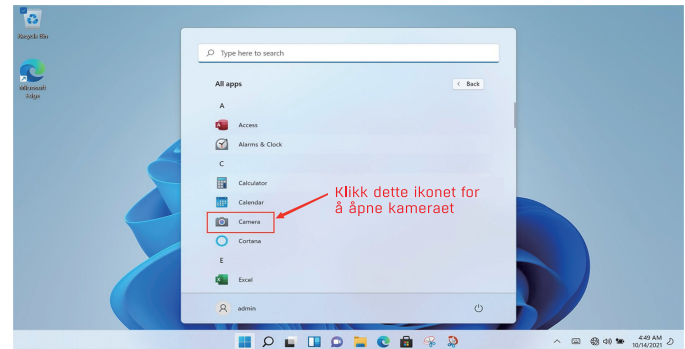 Recycle Bin
Microsoft
Edge
Type here to search
All apps
< Back
A
Access
Alarms & Clock
C
Calculator
Calendar
Camera
Cortana
E
Excel
admin
Klikk dette ikonet for
å åpne kameraet
4:49 AM
10/14/2021